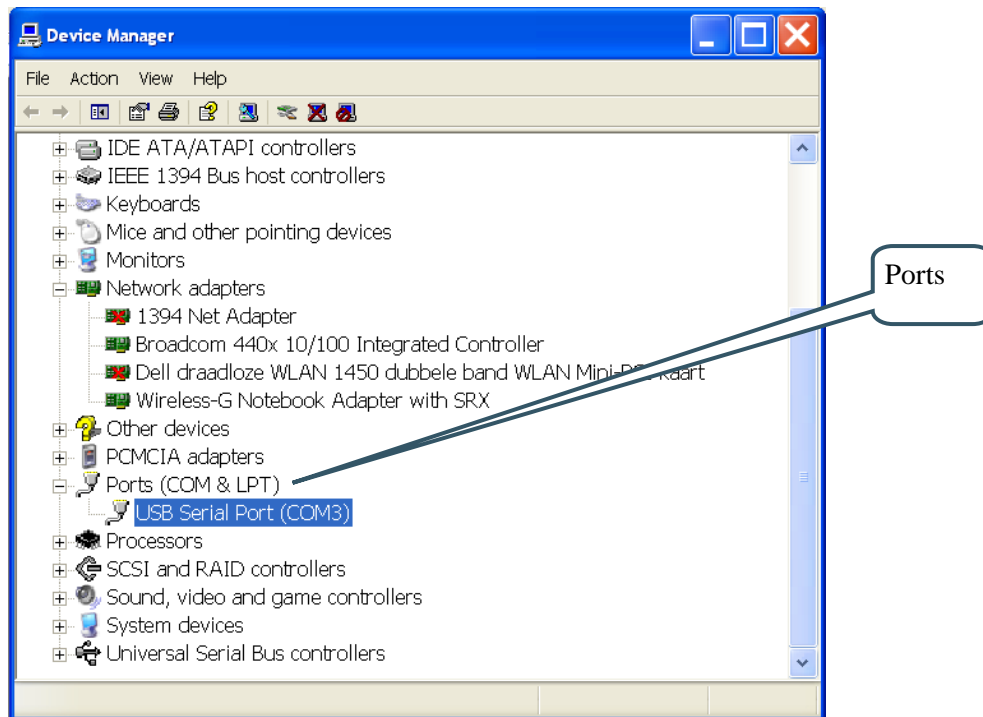 Device Manager
File Action View Help
IDE ATA/ATAPI controllers
IEEE 1394 Bus host controllers
Keyboards
Mice and other pointing devices
Monitors
Network adapters
1394 Net Adapter
Broadcom 440x 10/100 Integrated Controller
Dell draadloze WLAN 1450 dubbele band WLAN Mini-PCI-kaart
Wireless-G Notebook Adapter with SRX
Other devices
PCMCIA adapters
Ports (COM & LPT)
USB Serial Port (COM3)
Processors
SCSI and RAID controllers
Sound, video and game controllers
System devices
Universal Serial Bus controllers
Ports